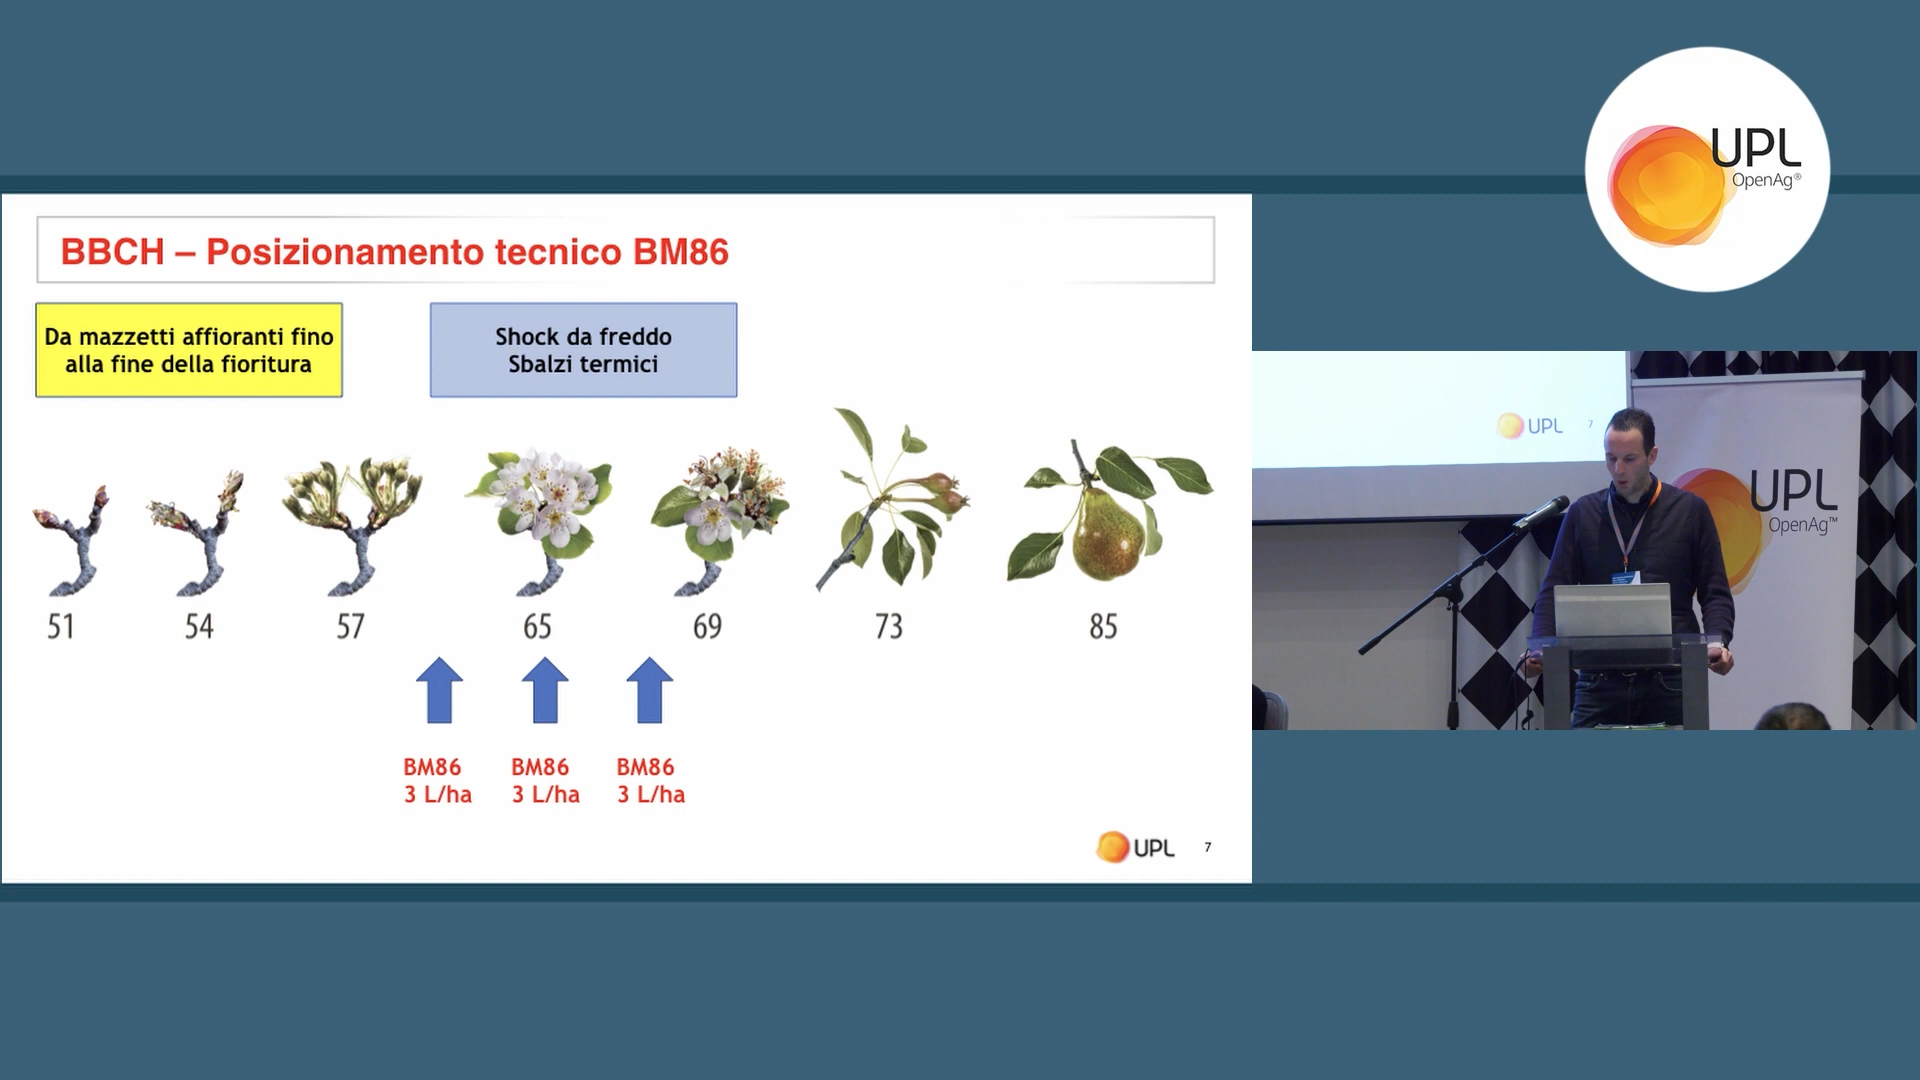 UPL
OpenAg®
BBCH – Posizionamento tecnico BM86
Da mazzetti affioranti fino
alla fine della fioritura
Shock da freddo
Sbalzi termici
51
54
57
65
69
73
85
BM86
3 L/ha
BM86
3 L/ha
BM86
3 L/ha
UPL
7
UPL
7
UPL
OpenAg™